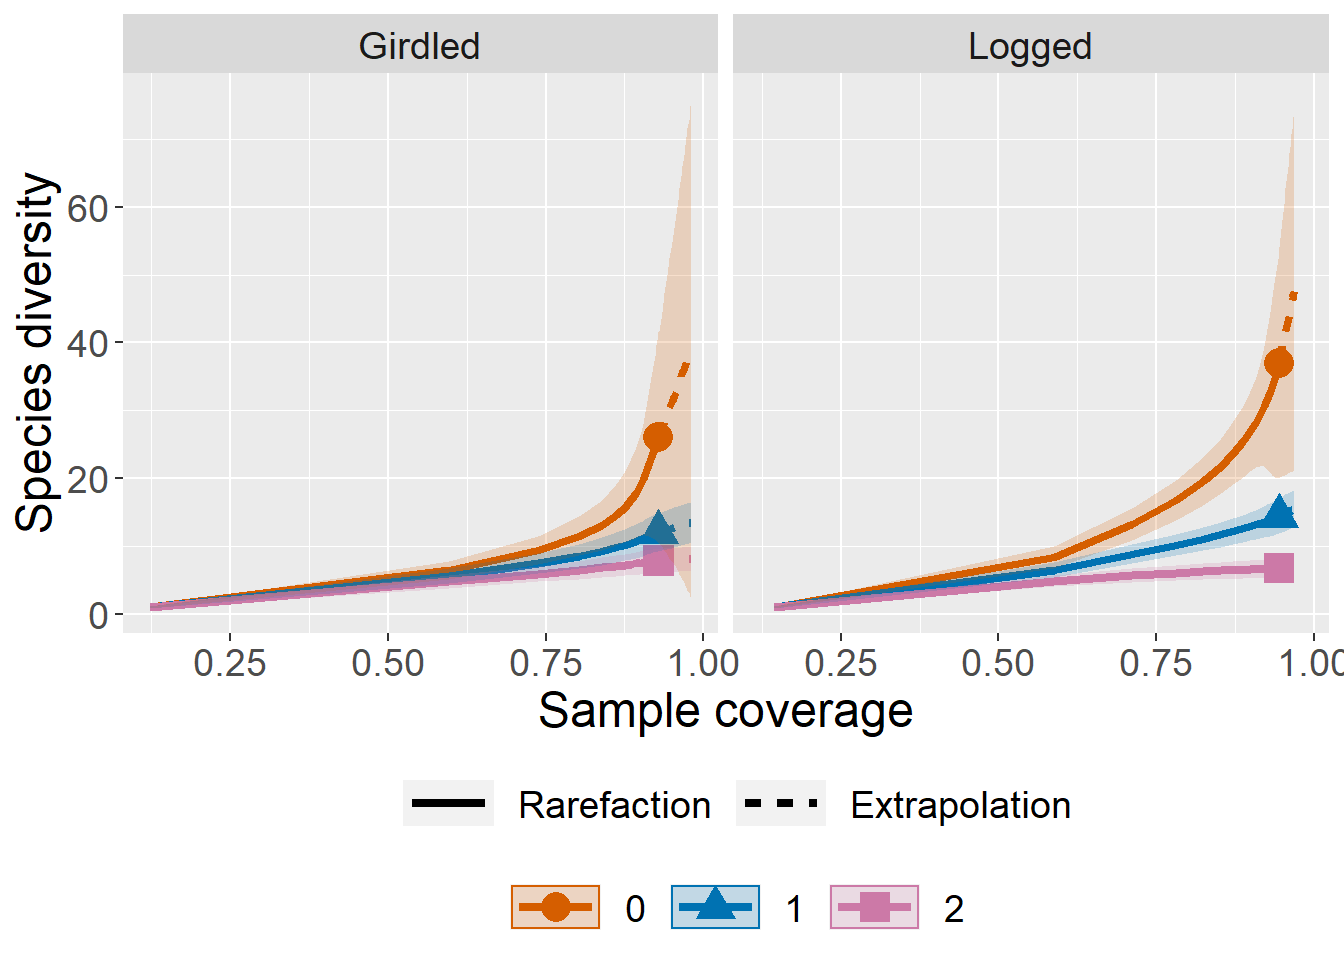 Girdled Logged
Species diversity
60
40
20
0
0.25 0.50 0.75 1.00 0.25 0.50 0.75 1.00
Sample coverage
Rarefaction Extrapolation
0 1 2